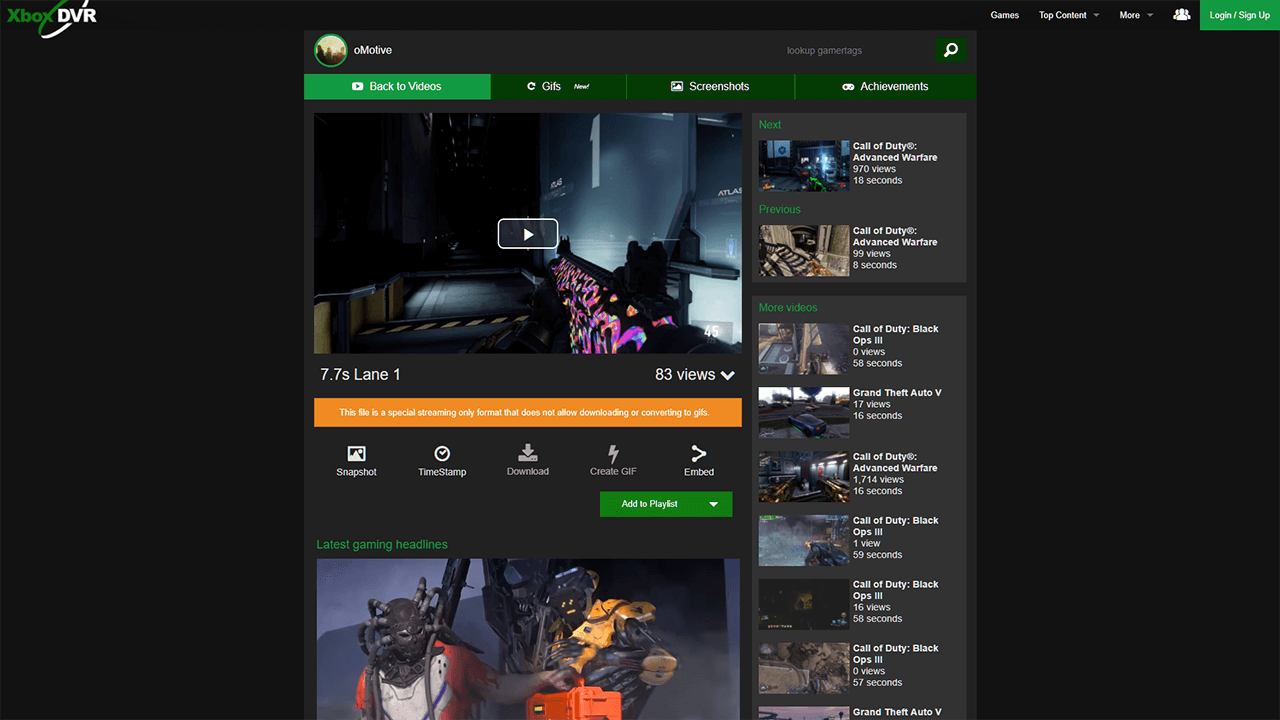 Xbox DVR
Games
Top Content
More
Login / Sign Up
oMotive
lookup gamertags
Back to Videos
Gifs New!
Screenshots
Achievements
1
ATLAS
ATLAS
45
7.7s Lane 1
83 views
This file is a special streaming only format that does not allow downloading or converting to gifs.
Snapshot
TimeStamp
Download
Create GIF
Embed
Add to Playlist
Latest gaming headlines
Next
Call of Duty®:
Advanced Warfare
970 views
18 seconds
Previous
Call of Duty®:
Advanced Warfare
99 views
8 seconds
More videos
Call of Duty: Black
Ops III
0 views
58 seconds
Grand Theft Auto V
17 views
16 seconds
Call of Duty®:
Advanced Warfare
1,714 views
16 seconds
Call of Duty: Black
Ops III
1 view
59 seconds
Call of Duty: Black
Ops III
16 views
58 seconds
Call of Duty: Black
Ops III
0 views
57 seconds
Grand Theft Auto V